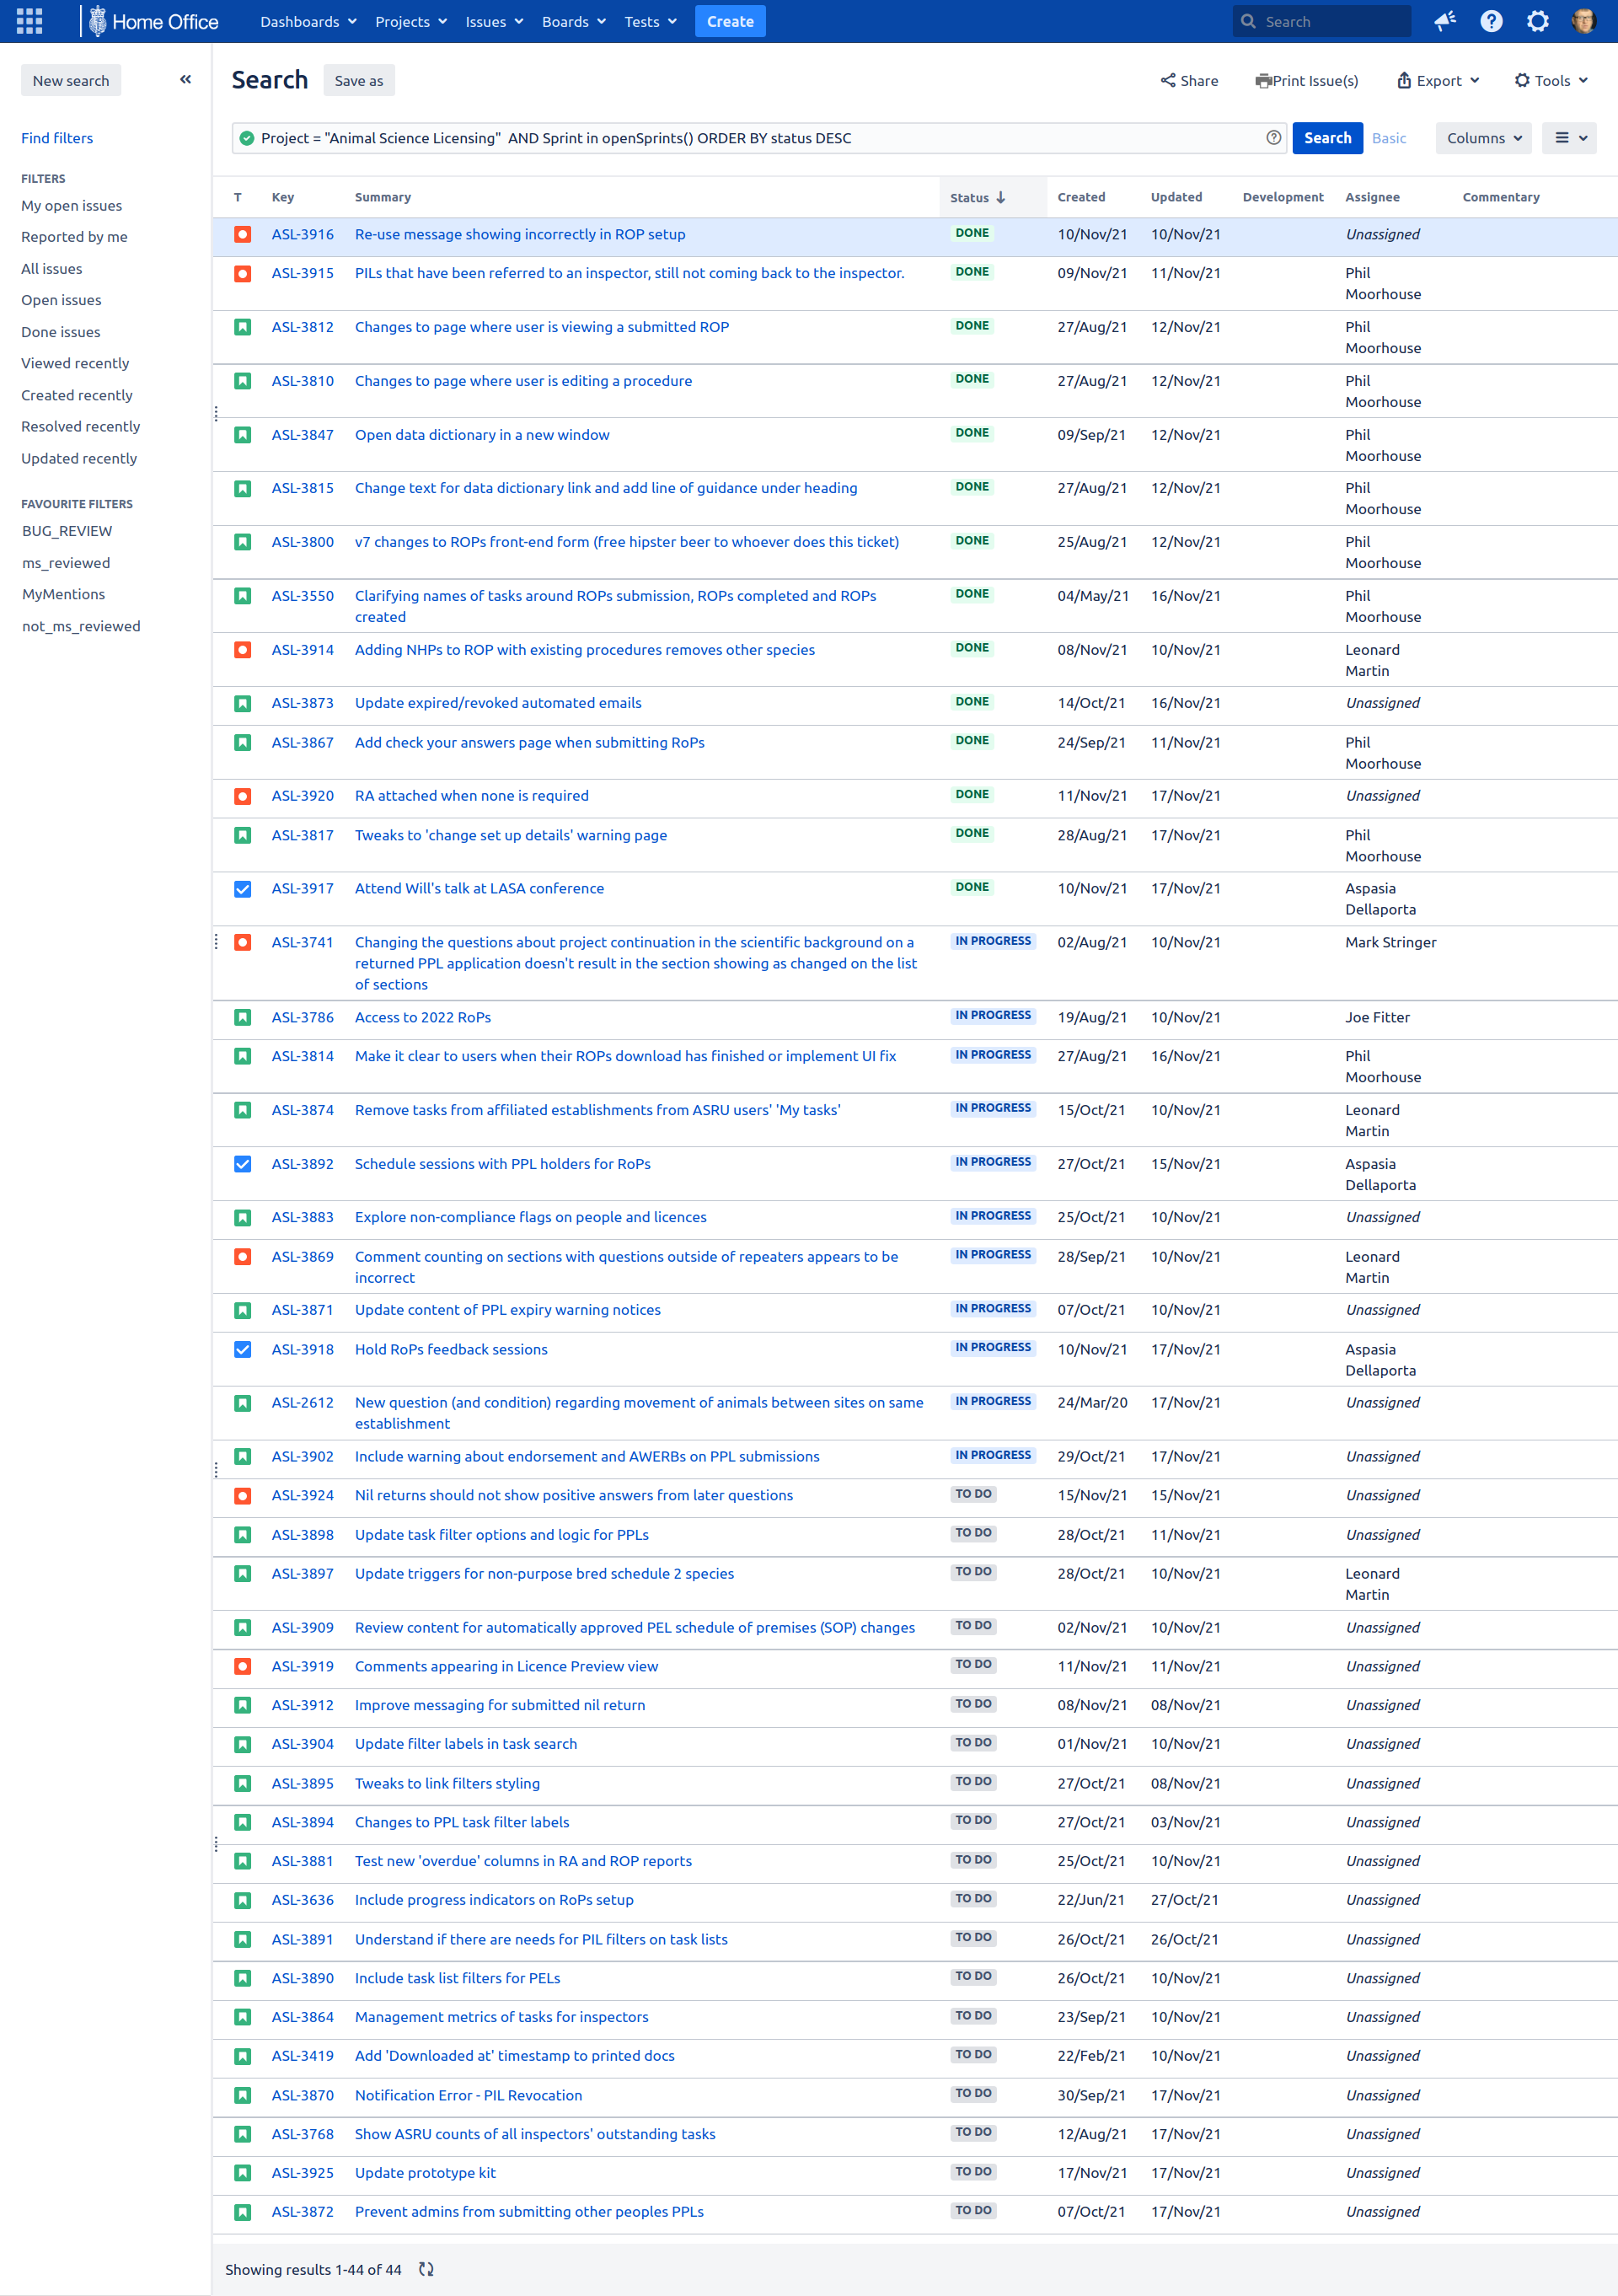 Home Office Dashboards Projects Issues Boards Tests Create Search
New search
Find filters
FILTERS
My open issues
Reported by me
All issues
Open issues
Done issues
Viewed recently
Created recently
Resolved recently
Updated recently
FAVOURITE FILTERS
BUG_REVIEW
ms_reviewed
MyMentions
not_ms_reviewed
Search Save as Share Print Issue(s) Export Tools
Project = "Animal Science Licensing" AND Sprint in openSprints() ORDER BY status DESC Search Basic Columns
T Key Summary Status Created Updated Development Assignee Commentary
ASL-3916 Re-use message showing incorrectly in ROP setup DONE 10/Nov/21 10/Nov/21 Unassigned
ASL-3915 PILs that have been referred to an inspector, still not coming back to the inspector. DONE 09/Nov/21 11/Nov/21 Phil
Moorhouse
ASL-3812 Changes to page where user is viewing a submitted ROP DONE 27/Aug/21 12/Nov/21 Phil
Moorhouse
ASL-3810 Changes to page where user is editing a procedure DONE 27/Aug/21 12/Nov/21 Phil
Moorhouse
ASL-3847 Open data dictionary in a new window DONE 09/Sep/21 12/Nov/21 Phil
Moorhouse
ASL-3815 Change text for data dictionary link and add line of guidance under heading DONE 27/Aug/21 12/Nov/21 Phil
Moorhouse
ASL-3800 v7 changes to ROPs front-end form (free hipster beer to whoever does this ticket) DONE 25/Aug/21 12/Nov/21 Phil
Moorhouse
ASL-3550 Clarifying names of tasks around ROPs submission, ROPs completed and ROPs DONE 04/May/21 16/Nov/21 Phil
created Moorhouse
ASL-3914 Adding NHPs to ROP with existing procedures removes other species DONE 08/Nov/21 10/Nov/21 Leonard
Martin
ASL-3873 Update expired/revoked automated emails DONE 14/Oct/21 16/Nov/21 Unassigned
ASL-3867 Add check your answers page when submitting RoPs DONE 24/Sep/21 11/Nov/21 Phil
Moorhouse
ASL-3920 RA attached when none is required DONE 11/Nov/21 17/Nov/21 Unassigned
ASL-3817 Tweaks to 'change set up details' warning page DONE 28/Aug/21 17/Nov/21 Phil
Moorhouse
ASL-3917 Attend Will's talk at LASA conference DONE 10/Nov/21 17/Nov/21 Aspasia
Dellaporta
ASL-3741 Changing the questions about project continuation in the scientific background on a IN PROGRESS 02/Aug/21 10/Nov/21 Mark Stringer
returned PPL application doesn't result in the section showing as changed on the list
of sections
ASL-3786 Access to 2022 RoPs IN PROGRESS 19/Aug/21 10/Nov/21 Joe Fitter
ASL-3814 Make it clear to users when their ROPs download has finished or implement UI fix IN PROGRESS 27/Aug/21 16/Nov/21 Phil
Moorhouse
ASL-3874 Remove tasks from affiliated establishments from ASRU users' 'My tasks' IN PROGRESS 15/Oct/21 10/Nov/21 Leonard
Martin
ASL-3892 Schedule sessions with PPL holders for RoPs IN PROGRESS 27/Oct/21 15/Nov/21 Aspasia
Dellaporta
ASL-3883 Explore non-compliance flags on people and licences IN PROGRESS 25/Oct/21 10/Nov/21 Unassigned
ASL-3869 Comment counting on sections with questions outside of repeaters appears to be IN PROGRESS 28/Sep/21 10/Nov/21 Leonard
incorrect Martin
ASL-3871 Update content of PPL expiry warning notices IN PROGRESS 07/Oct/21 10/Nov/21 Unassigned
ASL-3918 Hold RoPs feedback sessions IN PROGRESS 10/Nov/21 17/Nov/21 Aspasia
Dellaporta
ASL-2612 New question (and condition) regarding movement of animals between sites on same IN PROGRESS 24/Mar/20 17/Nov/21 Unassigned
establishment
ASL-3902 Include warning about endorsement and AWERBs on PPL submissions IN PROGRESS 29/Oct/21 17/Nov/21 Unassigned
ASL-3924 Nil returns should not show positive answers from later questions TO DO 15/Nov/21 15/Nov/21 Unassigned
ASL-3898 Update task filter options and logic for PPLs TO DO 28/Oct/21 11/Nov/21 Unassigned
ASL-3897 Update triggers for non-purpose bred schedule 2 species TO DO 28/Oct/21 10/Nov/21 Leonard
Martin
ASL-3909 Review content for automatically approved PEL schedule of premises (SOP) changes TO DO 02/Nov/21 10/Nov/21 Unassigned
ASL-3919 Comments appearing in Licence Preview view TO DO 11/Nov/21 11/Nov/21 Unassigned
ASL-3912 Improve messaging for submitted nil return TO DO 08/Nov/21 08/Nov/21 Unassigned
ASL-3904 Update filter labels in task search TO DO 01/Nov/21 10/Nov/21 Unassigned
ASL-3895 Tweaks to link filters styling TO DO 27/Oct/21 08/Nov/21 Unassigned
ASL-3894 Changes to PPL task filter labels TO DO 27/Oct/21 03/Nov/21 Unassigned
ASL-3881 Test new 'overdue' columns in RA and ROP reports TO DO 25/Oct/21 10/Nov/21 Unassigned
ASL-3636 Include progress indicators on RoPs setup TO DO 22/Jun/21 27/Oct/21 Unassigned
ASL-3891 Understand if there are needs for PIL filters on task lists TO DO 26/Oct/21 26/Oct/21 Unassigned
ASL-3890 Include task list filters for PELs TO DO 26/Oct/21 10/Nov/21 Unassigned
ASL-3864 Management metrics of tasks for inspectors TO DO 23/Sep/21 10/Nov/21 Unassigned
ASL-3419 Add 'Downloaded at' timestamp to printed docs TO DO 22/Feb/21 10/Nov/21 Unassigned
ASL-3870 Notification Error - PIL Revocation TO DO 30/Sep/21 17/Nov/21 Unassigned
ASL-3768 Show ASRU counts of all inspectors' outstanding tasks TO DO 12/Aug/21 17/Nov/21 Unassigned
ASL-3925 Update prototype kit TO DO 17/Nov/21 17/Nov/21 Unassigned
ASL-3872 Prevent admins from submitting other peoples PPLs TO DO 07/Oct/21 17/Nov/21 Unassigned
Showing results 1-44 of 44